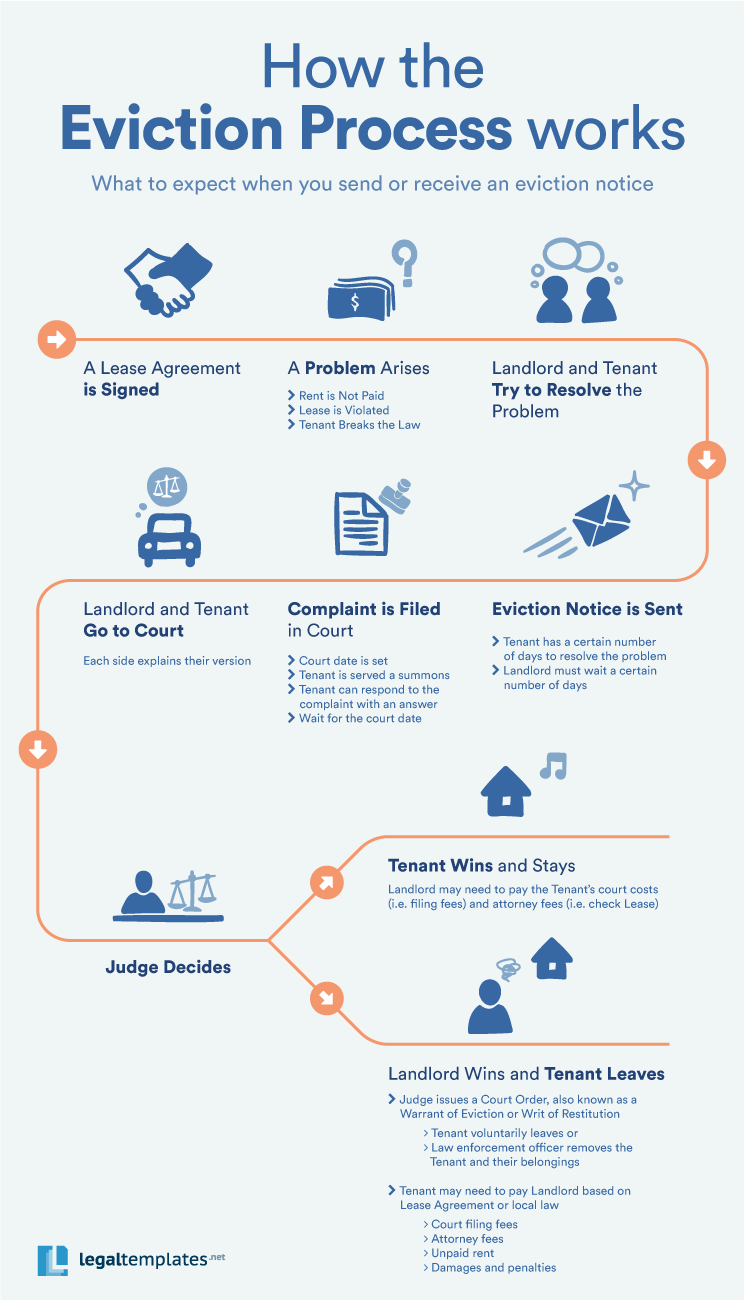 How the
Eviction Process works
What to expect when you send or receive an eviction notice
A Lease Agreement
is Signed
A Problem Arises
Rent is Not Paid
Lease is Violated
Tenant Breaks the Law
Landlord and Tenant
Try to Resolve the
Problem
Eviction Notice is Sent
Tenant has a certain number
of days to resolve the problem
Landlord must wait a certain
number of days
Complaint is Filed
in Court
Court date is set
Tenant is served a summons
Tenant can respond to the
complaint with an answer
Wait for the court date
Landlord and Tenant
Go to Court
Each side explains their version
Judge Decides
Tenant Wins and Stays
Landlord may need to pay the Tenant's court costs
(i.e. filing fees) and attorney fees (i.e. check Lease)
Landlord Wins and Tenant Leaves
Judge issues a Court Order, also known as a
Warrant of Eviction or Writ of Restitution
> Tenant voluntarily leaves or
> Law enforcement officer removes the
Tenant and their belongings
Tenant may need to pay Landlord based on
Lease Agreement or local law
> Court filing fees
> Attorney fees
> Unpaid rent
> Damages and penalties
legaltemplates.net
$